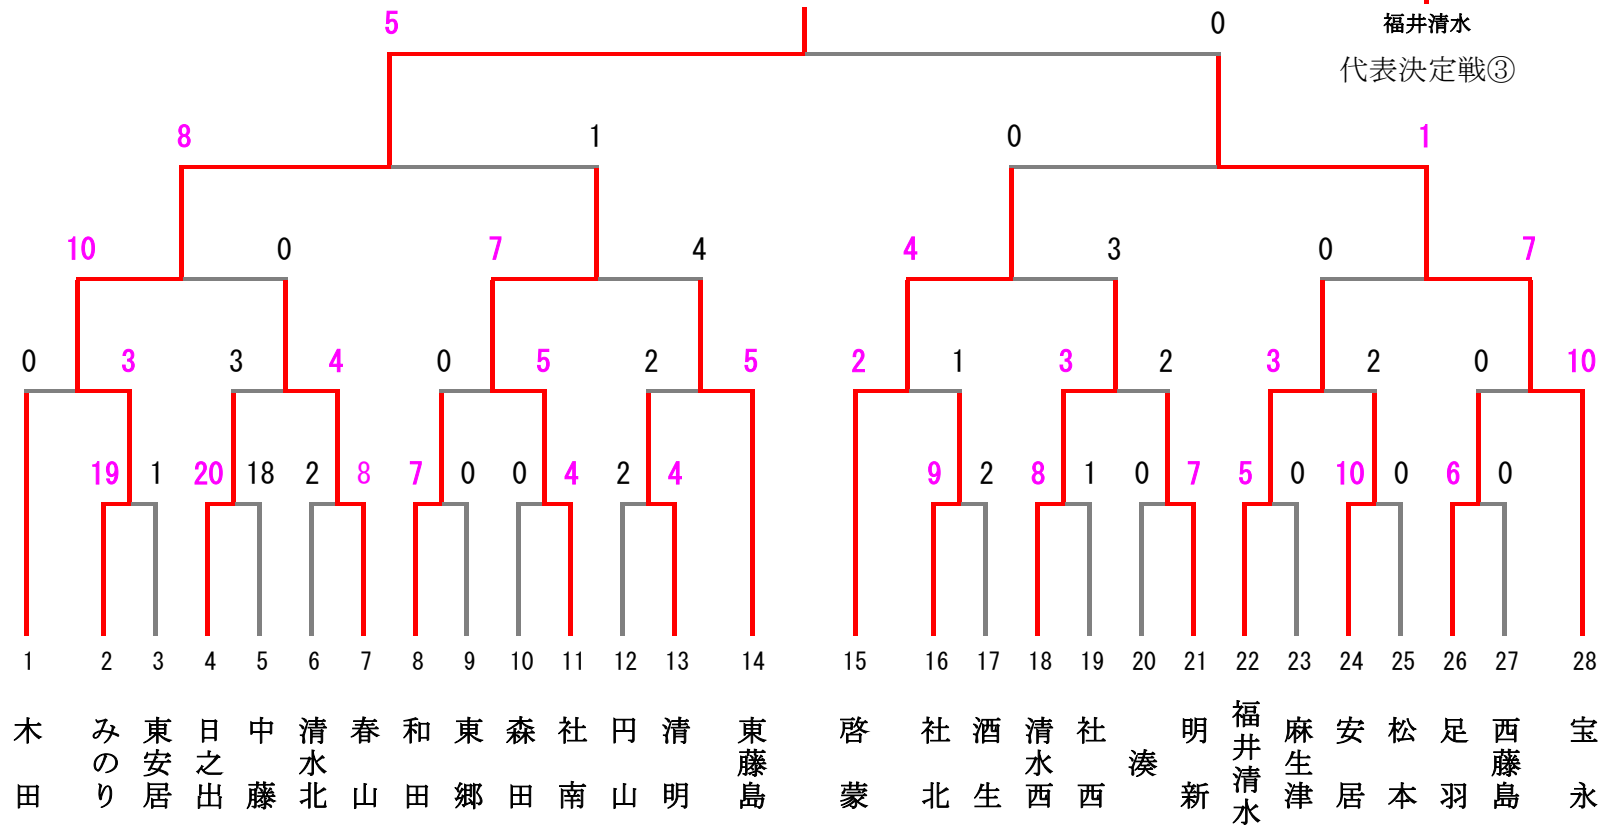 5 0 福井清水
代表決定戦③
8 1 0 1
10 0 7 4 4 3 0 7
0 3 3 4 0 5 2 5 2 1 3 2 3 2 0 10
19 1 20 18 2 8 7 0 0 4 2 4 9 2 8 1 0 7 5 0 10 0 6 0
1 2 3 4 5 6 7 8 9 10 11 12 13 14 15 16 17 18 19 20 21 22 23 24 25 26 27 28
木田
みのり
東安居
日之出
中藤
清水北
春山
和田
東郷
森田
社南
円山
清明
東藤島
啓蒙
社北
酒生
清水西
社西
湊
明新
福井清水
麻生津
安居
松本
足羽
西藤島
宝永